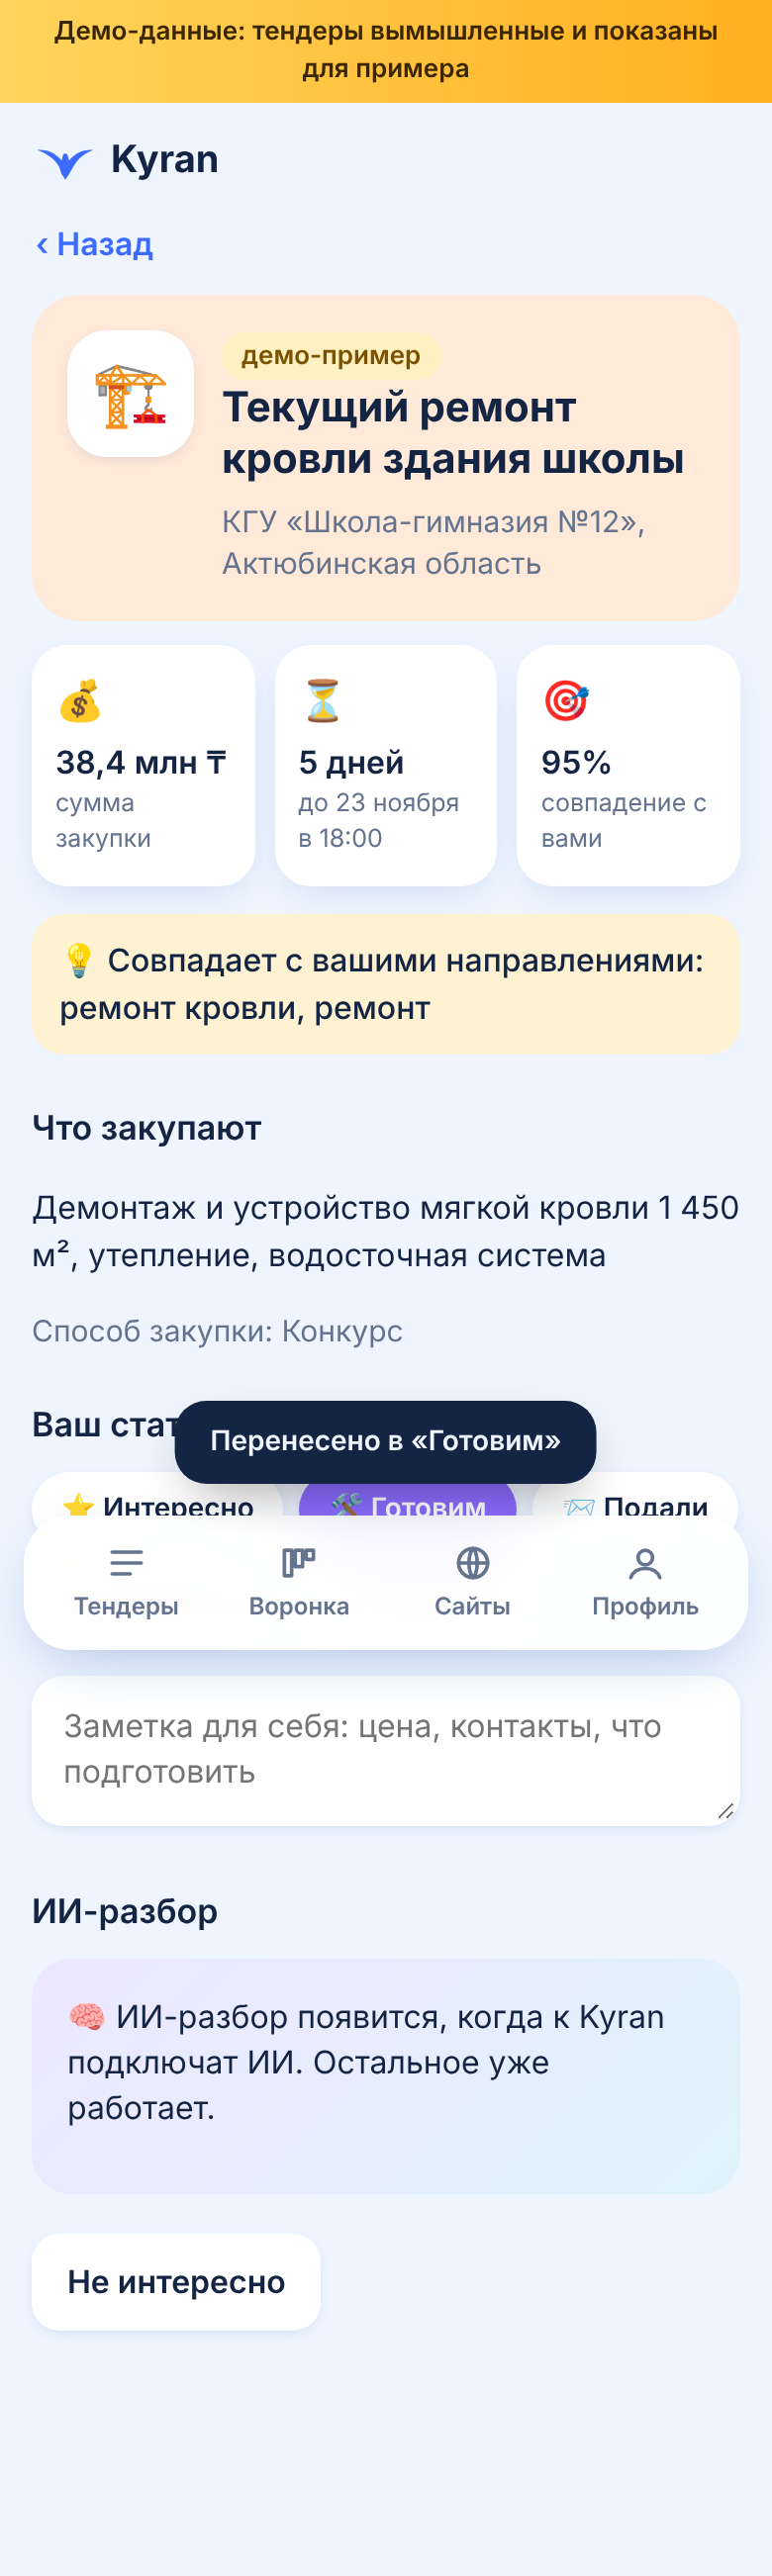 Демо-данные: тендеры вымышленные и показаны
для примера
Kyran
‹ Назад
демо-пример
Текущий ремонт
кровли здания школы
КГУ «Школа-гимназия №12»,
Актюбинская область
38,4 млн ₸
сумма
закупки
5 дней
до 23 ноября
в 18:00
95%
совпадение с
вами
Совпадает с вашими направлениями:
ремонт кровли, ремонт
Что закупают
Демонтаж и устройство мягкой кровли 1 450
м², утепление, водосточная система
Способ закупки: Конкурс
Ваш стат
Перенесено в «Готовим»
Интересно
Готовим
Подали
Тендеры
Воронка
Сайты
Профиль
Заметка для себя: цена, контакты, что
подготовить
ИИ-разбор
ИИ-разбор появится, когда к Kyran
подключат ИИ. Остальное уже
работает.
Не интересно